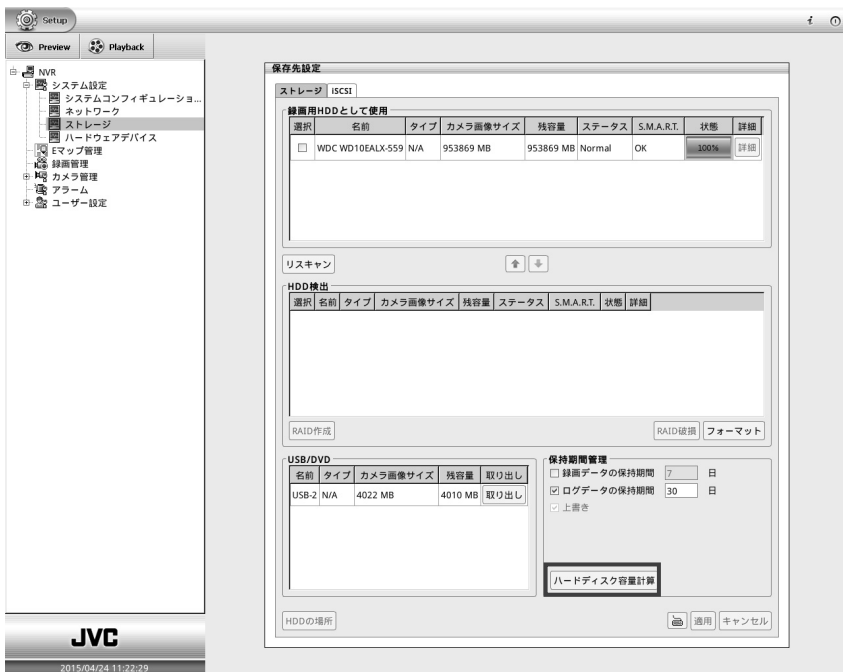 Setup
i
Preview Playback
NVR
システム設定
システムコンフィギュレーショ...
ネットワーク
ストレージ
ハードウェアデバイス
Eマップ管理
録画管理
カメラ管理
アラーム
ユーザー設定
JVC
2015/04/24 11:22:29
保存先設定
ストレージ iSCSI
録画用HDDとして使用
選択 名前 タイプ カメラ画像サイズ 残容量 ステータス S.M.A.R.T. 状態 詳細
WDC WD10EALX-559 N/A 953869 MB 953869 MB Normal OK 100% 詳細
リスキャン
HDD検出
選択 名前 タイプ カメラ画像サイズ 残容量 ステータス S.M.A.R.T. 状態 詳細
RAID作成 RAID破損 フォーマット
USB/DVD
名前 タイプ カメラ画像サイズ 残容量 取り出し
USB-2 N/A 4022 MB 4010 MB 取り出し
保持期間管理
録画データの保持期間 7 日
ログデータの保持期間 30 日
上書き
ハードディスク容量計算
HDDの場所 適用 キャンセル